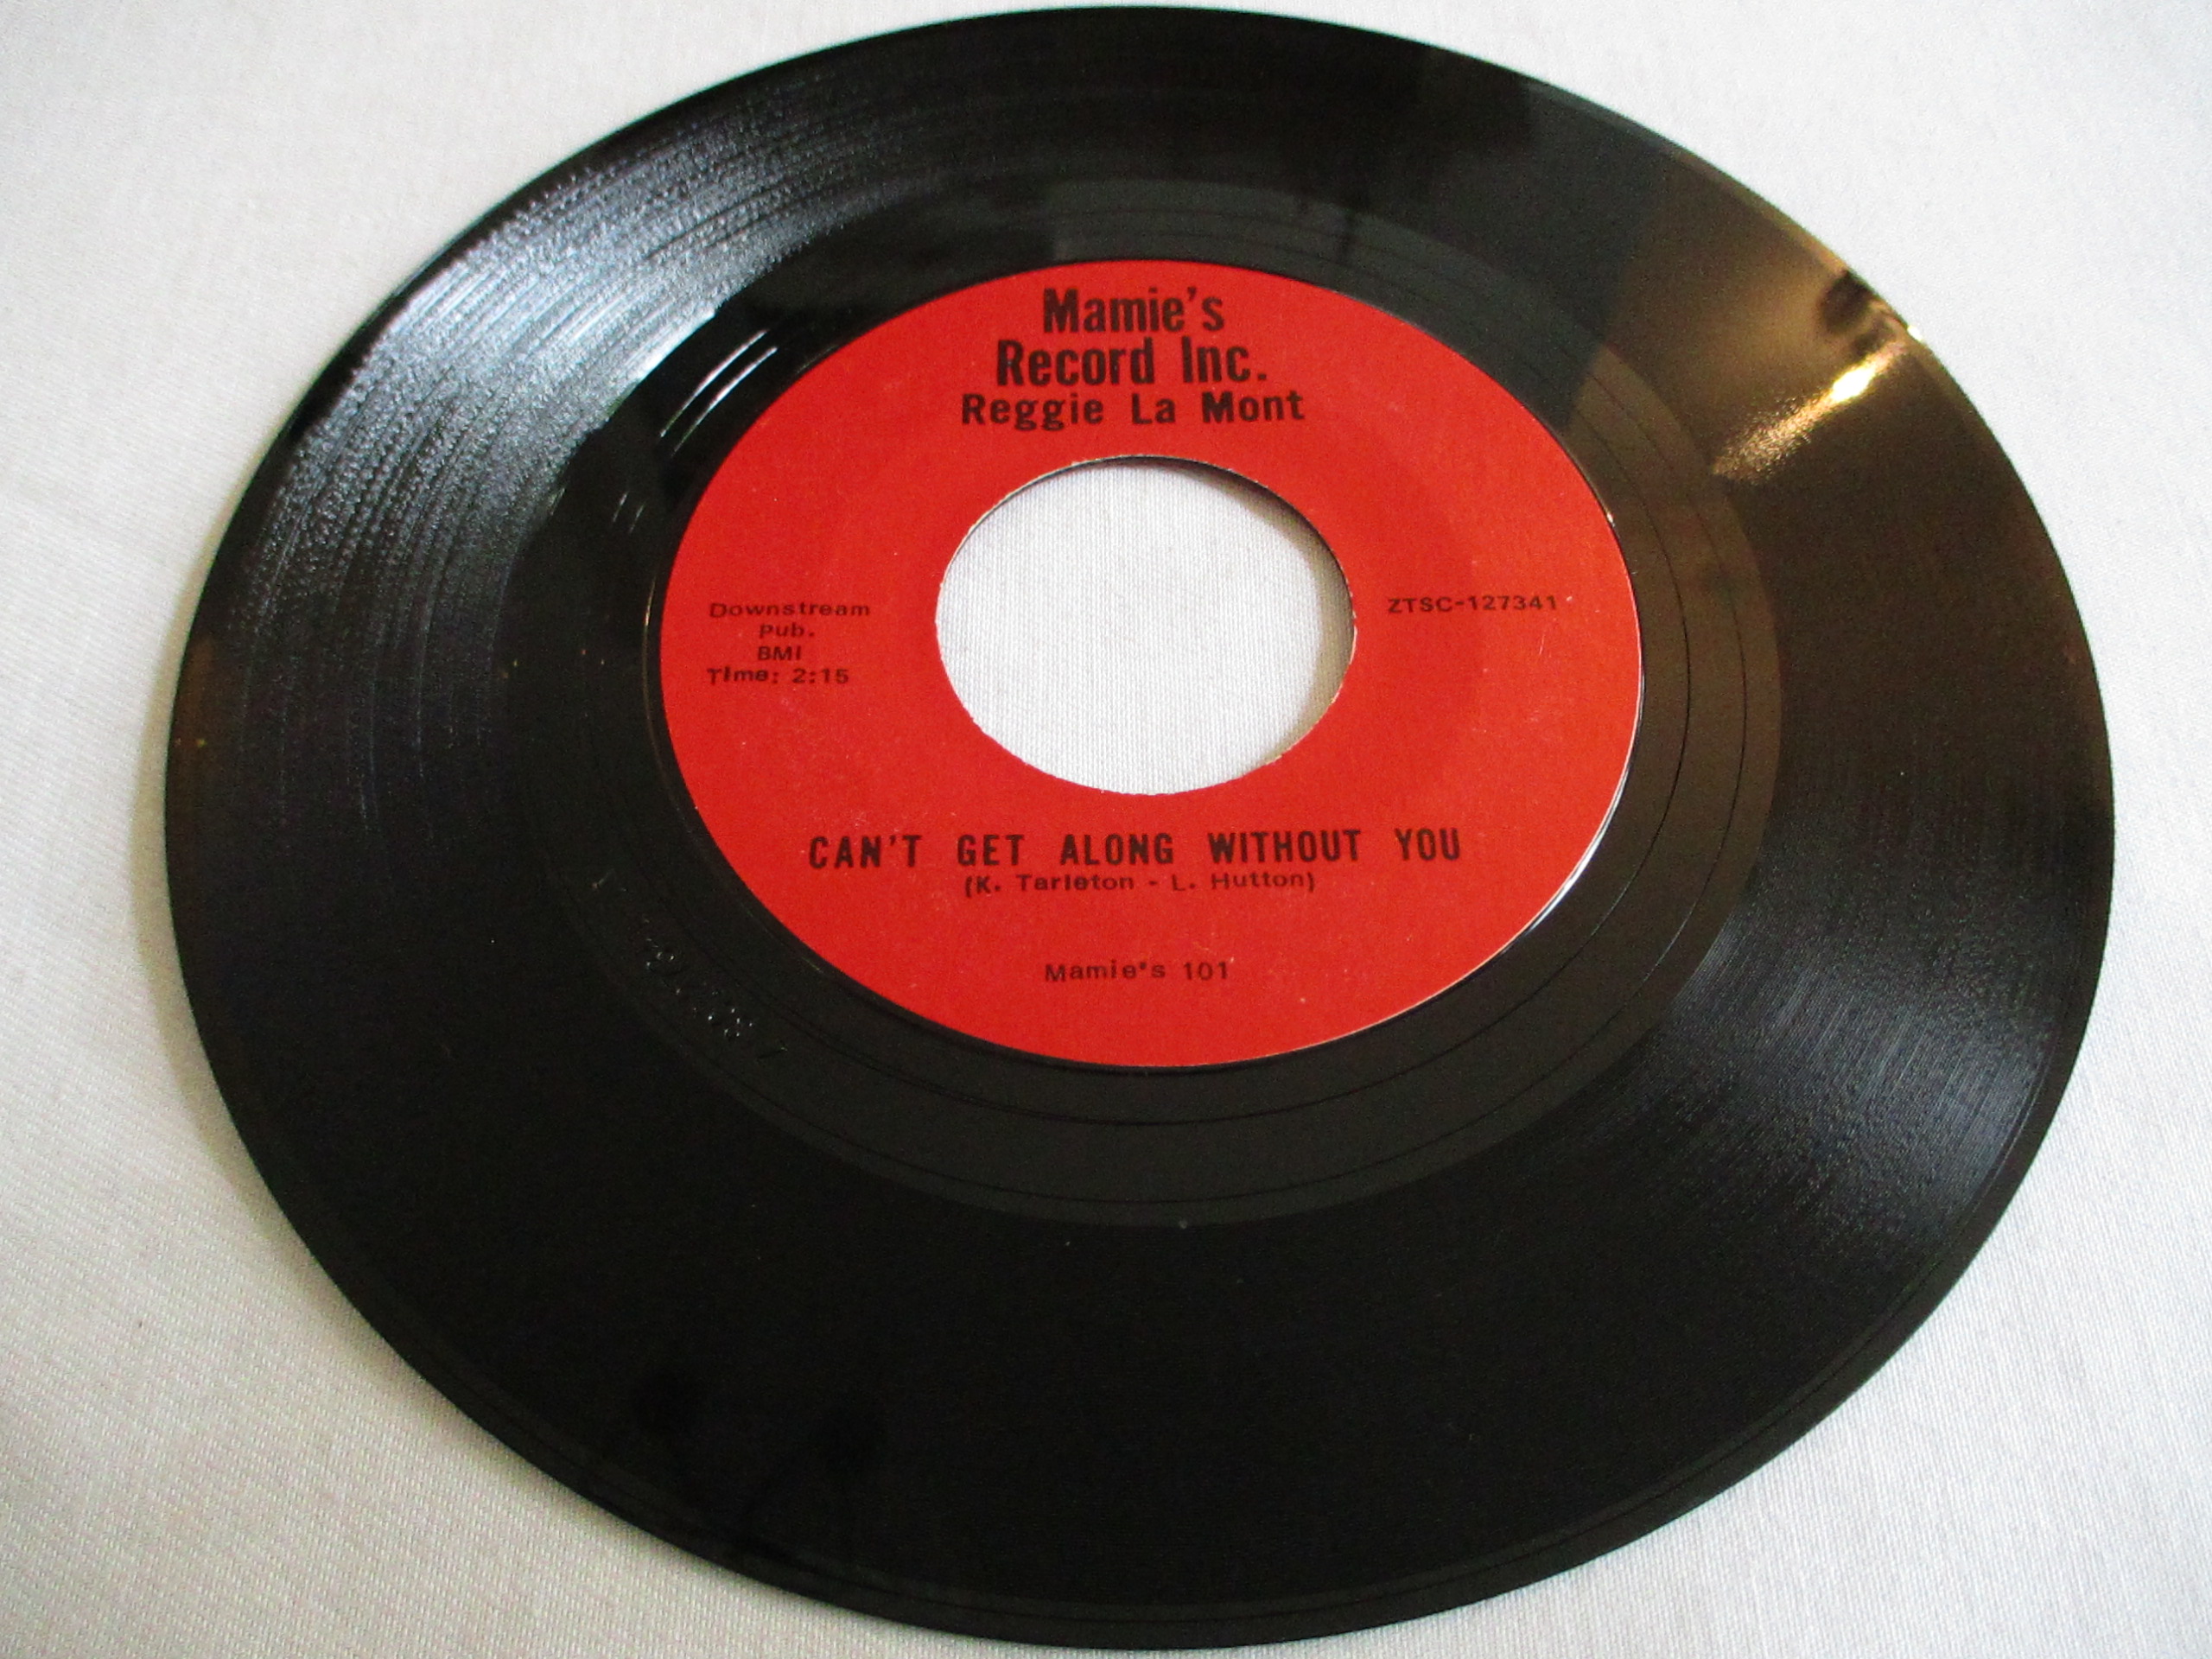 Mamie's
Record Inc.
Reggie La Mont
Downstream
Pub.
BMI
Time: 2:15
ZTSC-127341
CAN'T GET ALONG WITHOUT YOU
(K. Tarleton - L. Hutton)
Mamie's 101